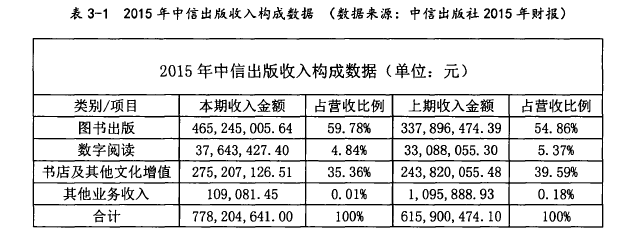 表 3-1 2015 年中信出版收入构成数据 （数据来源：中信出版社 2015 年财报）
2015 年中信出版收入构成数据（单位：元）
类别/项目 本期收入金额 占营收比例 上期收入金额 占营收比例
图书出版 465,245,005.64 59.78% 337,896,474.39 54.86%
数字阅读 37,643,427.40 4.84% 33,088,055.30 5.37%
书店及其他文化增值 275,207,126.51 35.36% 243,820,055.48 39.59%
其他业务收入 109,081.45 0.01% 1,095,888.93 0.18%
合计 778,204,641.00 100% 615,900,474.10 100%